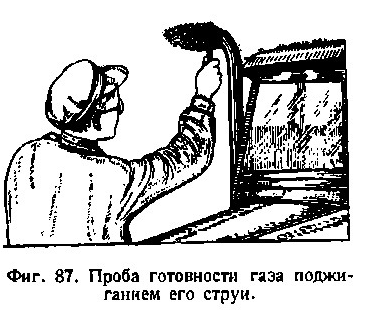 Фиг. 87. Проба готовности газа поджи-
ганием его струи.